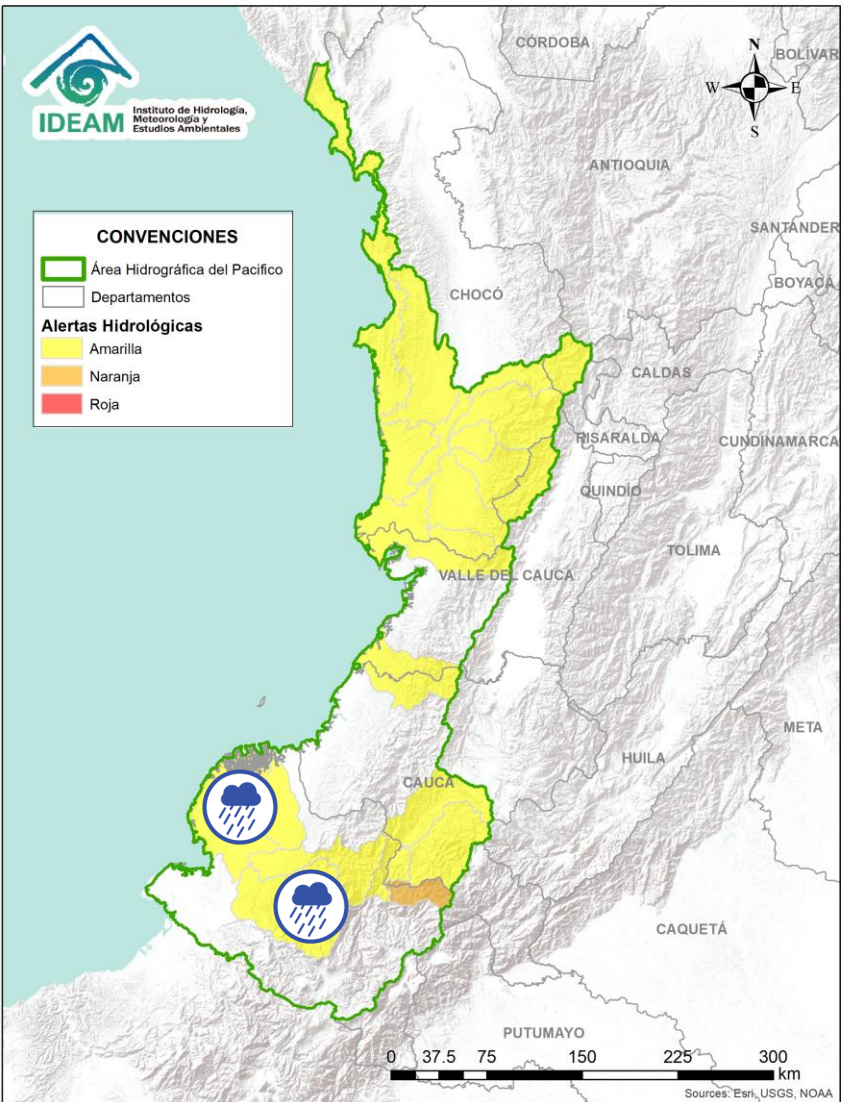 IDEAM
Instituto de Hidrología,
Meteorología y
Estudios Ambientales
CÓRDOBA
BOLÍVAR
N
W
E
S
ANTIOQUIA
SANTANDER
BOYACÁ
CONVENCIONES
Área Hidrográfica del Pacifico
Departamentos
Alertas Hidrológicas
Amarilla
Naranja
Roja
CHOCÓ
CALDAS
RISARALDA
CUNDINAMARCA
QUINDÍO
TOLIMA
VALLE DEL CAUCA
META
HUILA
CAUCA
CAQUETÁ
PUTUMAYO
0 37.5 75 150 225 300
km
Sources: Esri, USGS, NOAA